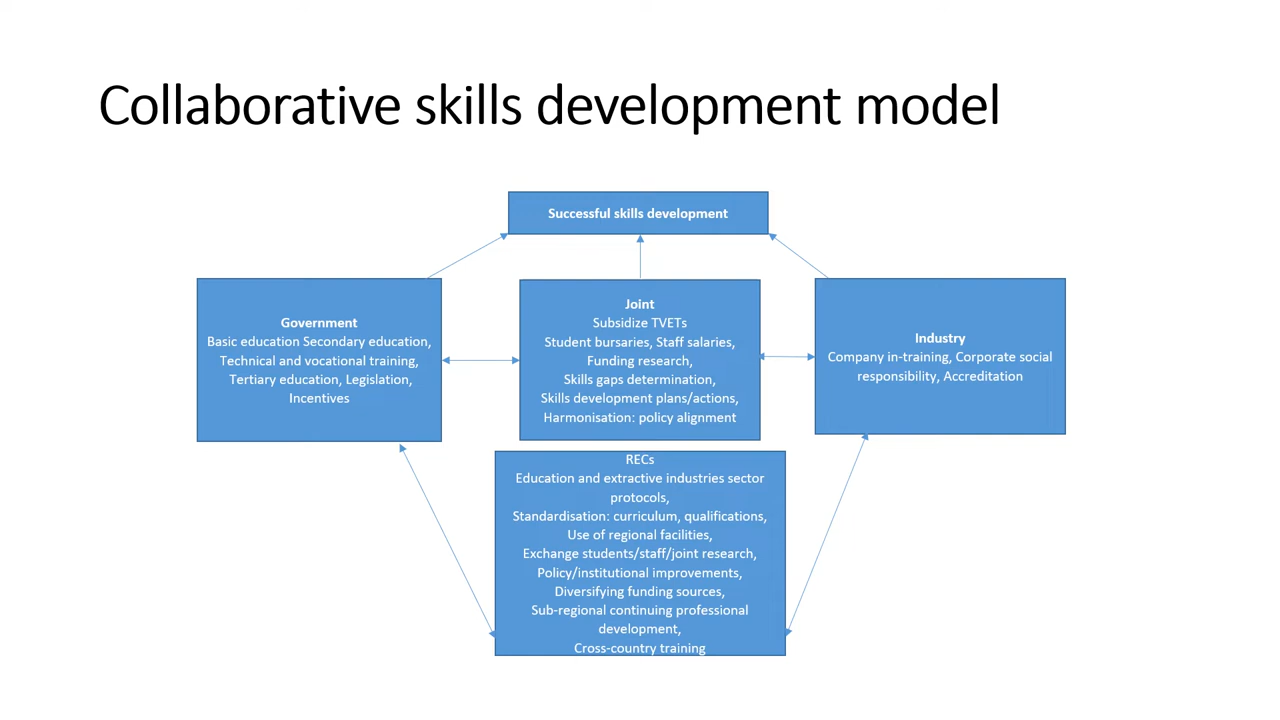 Collaborative skills development model
Successful skills development
Government
Basic education Secondary education,
Technical and vocational training,
Tertiary education, Legislation,
Incentives
Joint
Subsidize TVETs
Student bursaries, Staff salaries,
Funding research,
Skills gaps determination,
Skills development plans/actions,
Harmonisation: policy alignment
Industry
Company in-training, Corporate social
responsibility, Accreditation
RECs
Education and extractive industries sector
protocols,
Standardisation: curriculum, qualifications,
Use of regional facilities,
Exchange students/staff/joint research,
Policy/institutional improvements,
Diversifying funding sources,
Sub-regional continuing professional
development,
Cross-country training